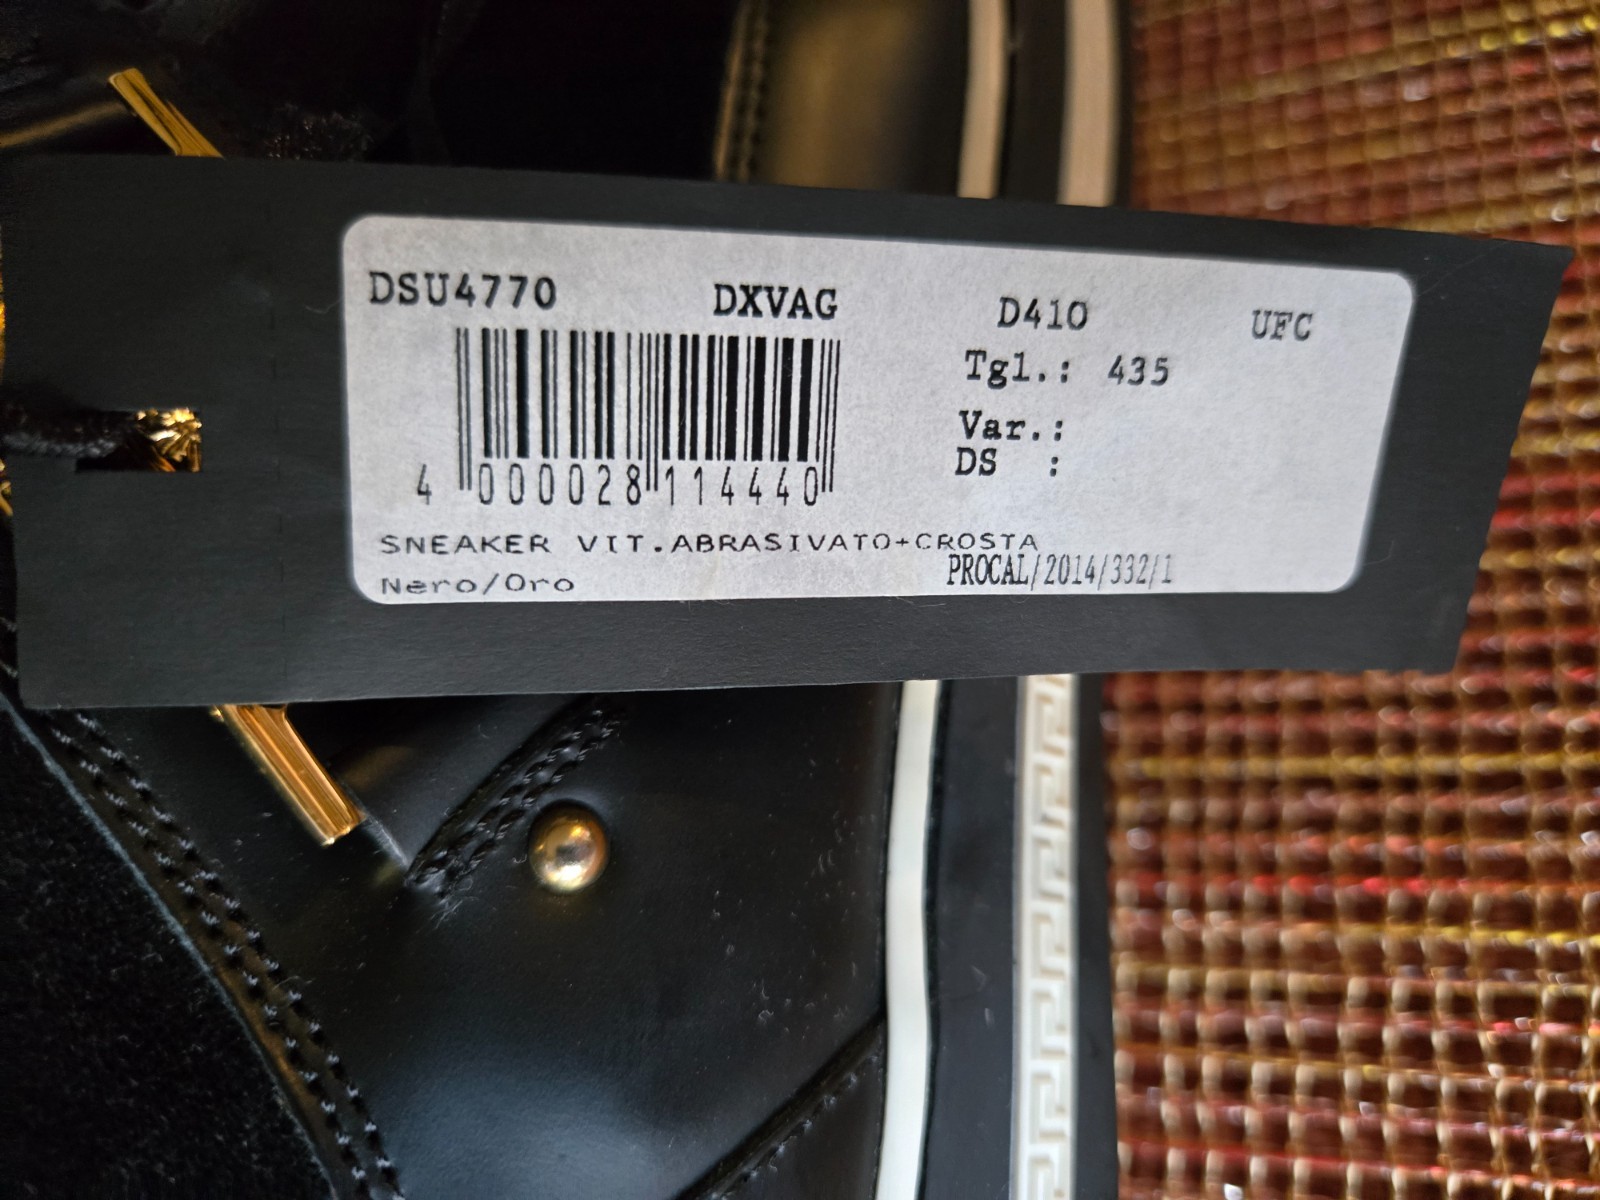 DSU4770 DXVAG D410 UFC
Tgl.: 435
Var.:
DS :
4 000028 114440
SNEAKER VIT.ABRASIVATO+CROSTA
Nero/Oro PROCAL/2014/332/1